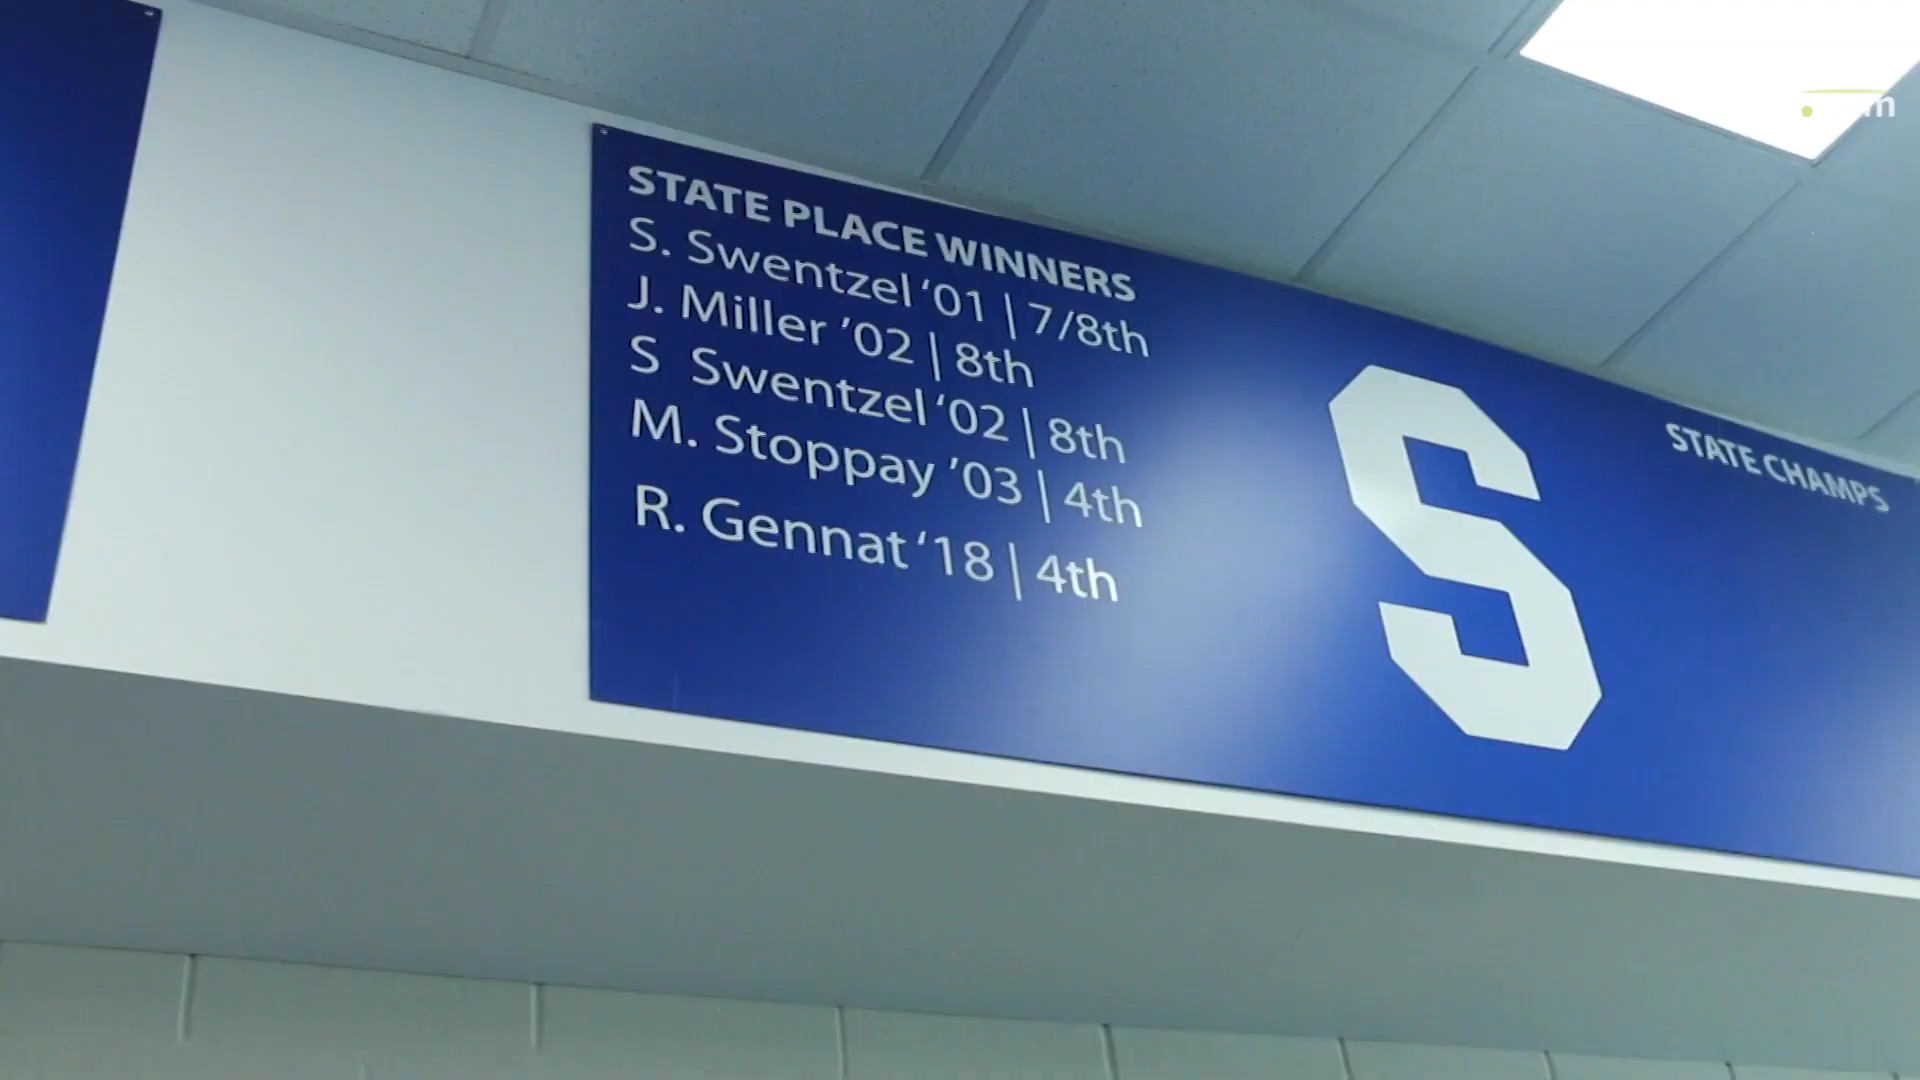 STATE PLACE WINNERS
S. Swentzel ‘01 | 7/8th
J. Miller ’02 | 8th
S Swentzel ‘02 | 8th
M. Stoppay ’03 | 4th
R. Gennat ‘18 | 4th
S
STATE CHAMPS